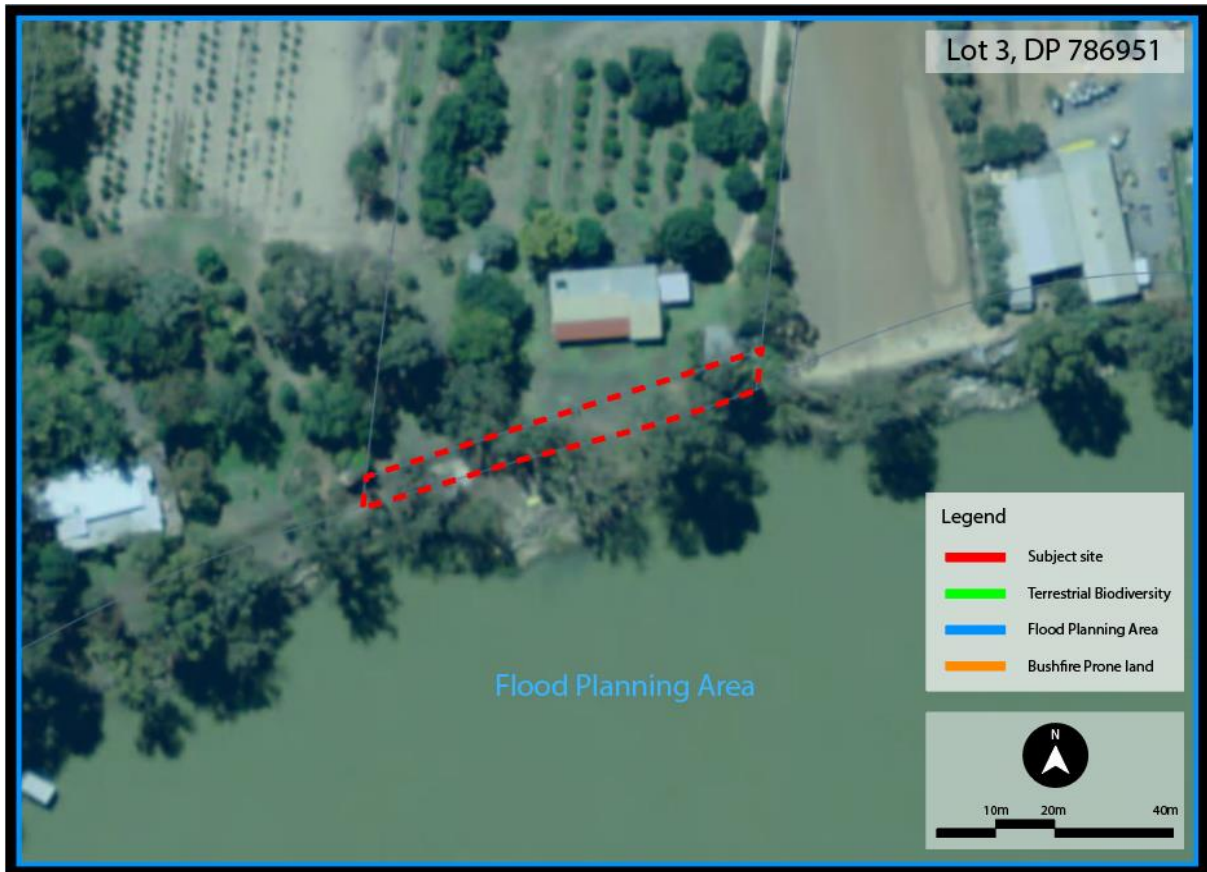 Lot 3, DP 786951
Flood Planning Area
Legend
Subject site
Terrestrial Biodiversity
Flood Planning Area
Bushfire Prone land
N
10m 20m 40m